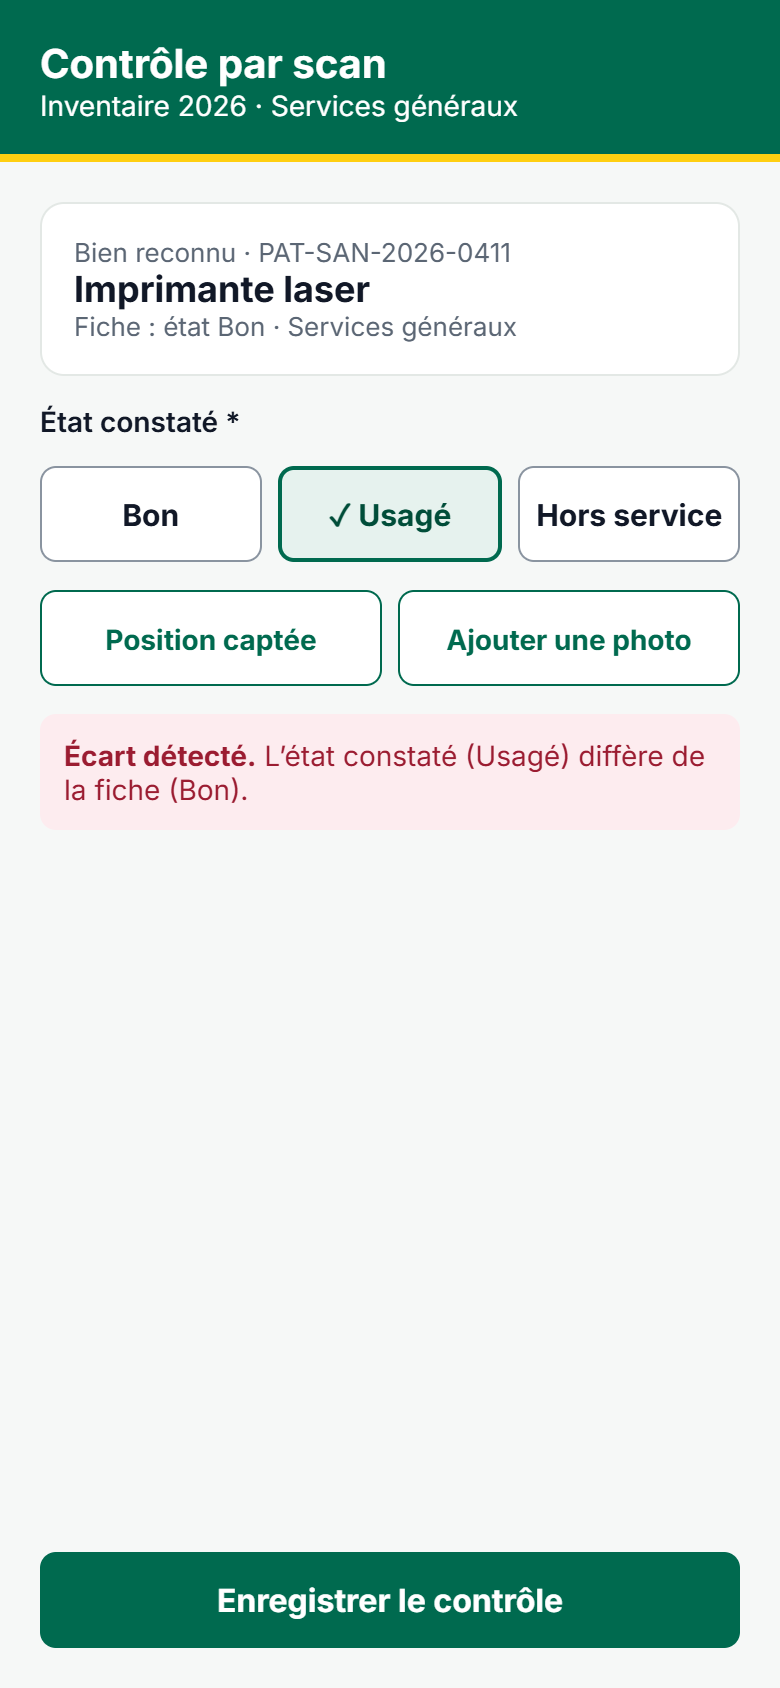 Contrôle par scan
Inventaire 2026 · Services généraux
Bien reconnu · PAT-SAN-2026-0411
Imprimante laser
Fiche : état Bon · Services généraux
État constaté *
Bon
✓ Usagé
Hors service
Position captée
Ajouter une photo
Écart détecté. L’état constaté (Usagé) diffère de
la fiche (Bon).
Enregistrer le contrôle